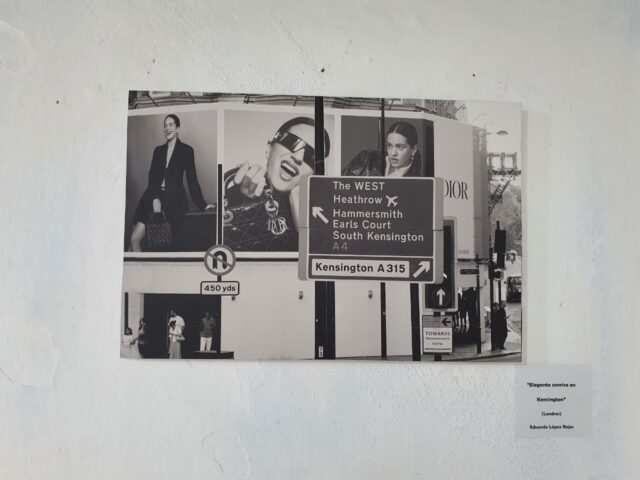 The WEST
Heathrow
Hammersmith
Earls Court
South Kensington
A4
Kensington A315
450 yds
DIOR
TOWARDS
"Elegante sonrisa en
Kensington"
(Londres)
Eduardo López Rojas